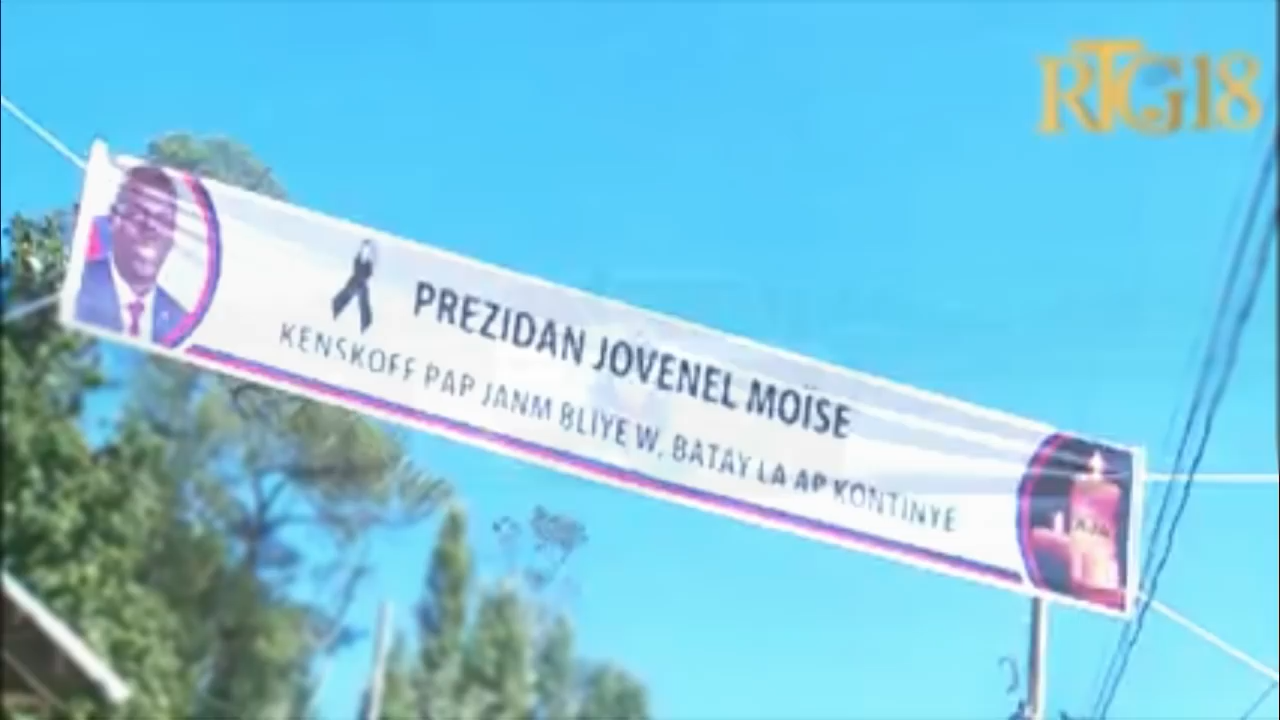 RTG18
PREZIDAN JOVENEL MOÏSE
KENSKOFF PAP JANM BLIYE W, BATAY LA AP KONTINYE